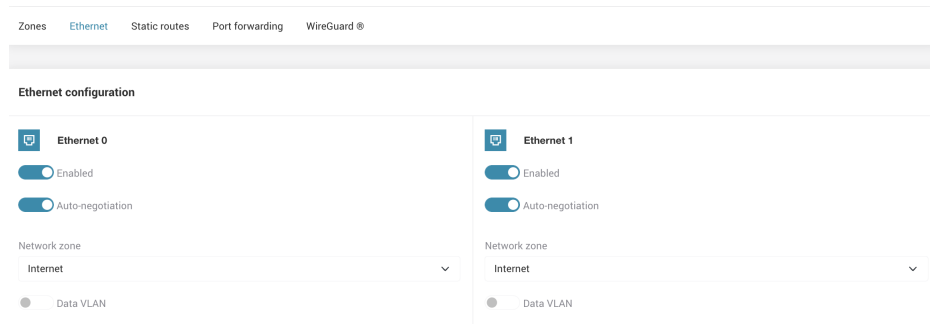 Zones Ethernet Static routes Port forwarding WireGuard ®
Ethernet configuration
Ethernet 0 Ethernet 1
Enabled Enabled
Auto-negotiation Auto-negotiation
Network zone Network zone
Internet Internet
Data VLAN Data VLAN